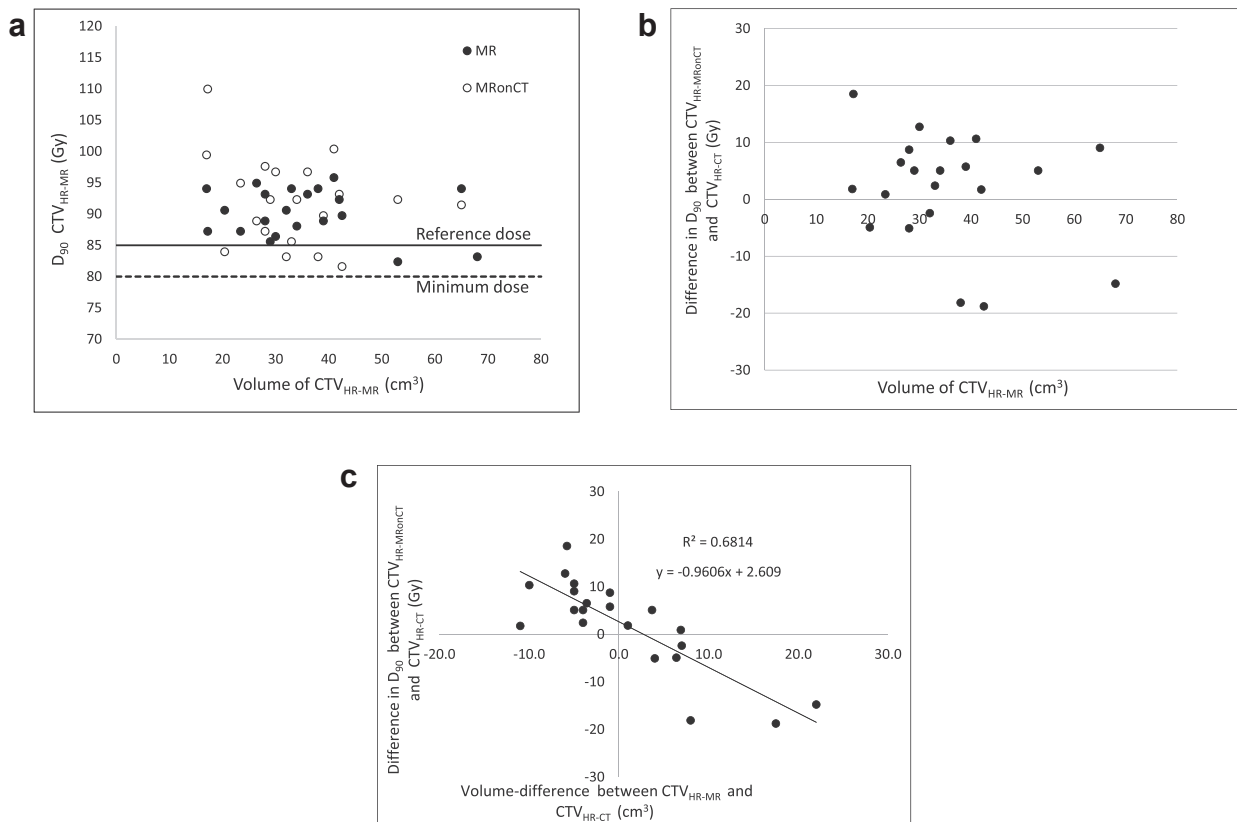 a
120
115
110
105
100
95
90
85
80
75
70
0 10 20 30 40 50 60 70 80
D90 CTVHR-MR (Gy)
Volume of CTVHR-MR (cm³)
MR
MRonCT
Reference dose
Minimum dose
b
30
20
10
0
-10
-20
-30
0 10 20 30 40 50 60 70 80
Difference in D90 between CTVHR-MRonCT
and CTVHR-CT (Gy)
Volume of CTVHR-MR (cm³)
c
30
20
10
0
-10
-20
-30
-20.0 -10.0 0.0 10.0 20.0 30.0
R² = 0.6814
y = -0.9606x + 2.609
Difference in D90 between CTVHR-MRonCT
and CTVHR-CT (Gy)
Volume-difference between CTVHR-MR and
CTVHR-CT (cm³)